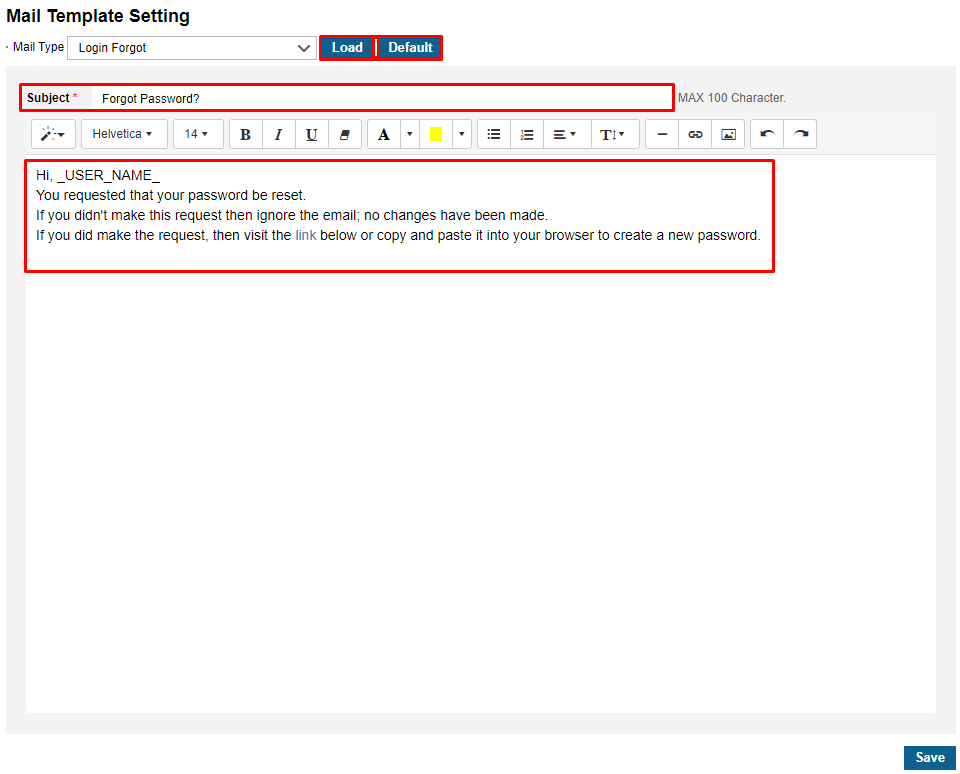 Mail Template Setting
· Mail Type Login Forgot Load Default
Subject * Forgot Password? MAX 100 Character.
Helvetica 14 B I U A T
Hi, _USER_NAME_
You requested that your password be reset.
If you didn't make this request then ignore the email; no changes have been made.
If you did make the request, then visit the link below or copy and paste it into your browser to create a new password.
Save